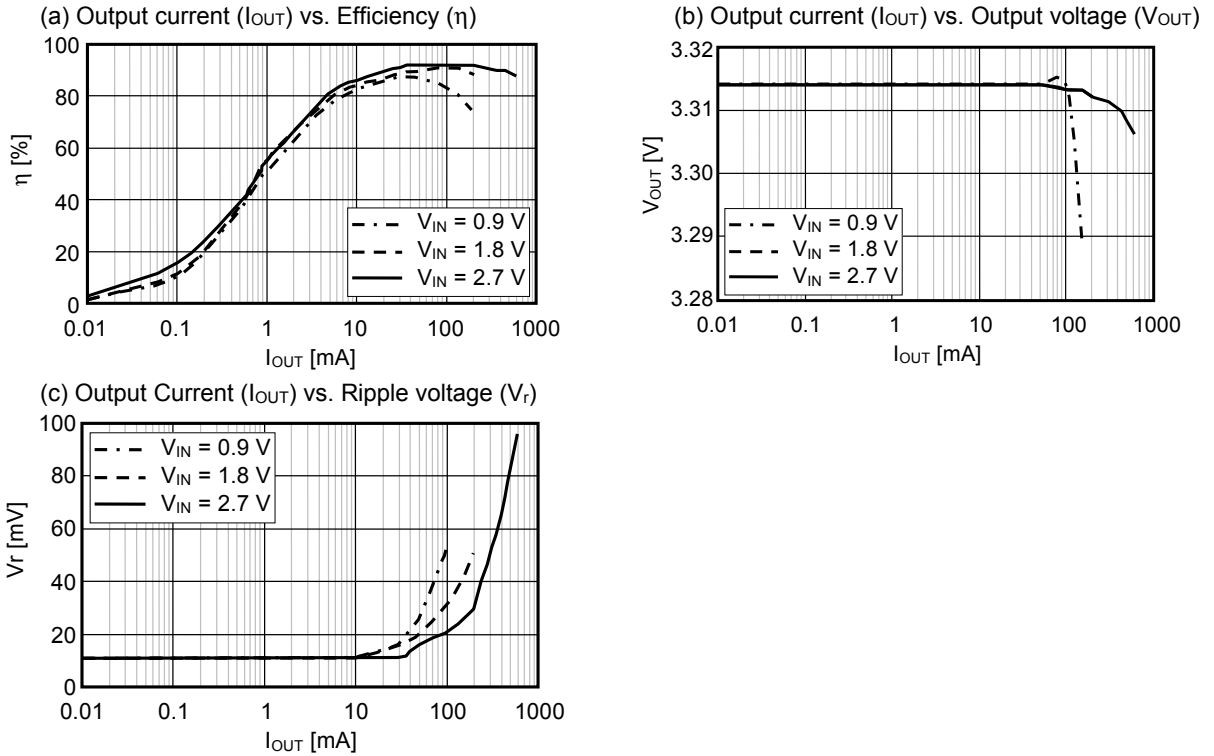 (a) Output current (IOUT) vs. Efficiency (η)
100
80
60
40
20
0
η [%]
VIN = 0.9 V
VIN = 1.8 V
VIN = 2.7 V
0.01 0.1 1 10 100 1000
IOUT [mA]
(b) Output current (IOUT) vs. Output voltage (VOUT)
3.32
3.31
3.30
3.29
3.28
VOUT [V]
VIN = 0.9 V
VIN = 1.8 V
VIN = 2.7 V
0.01 0.1 1 10 100 1000
IOUT [mA]
(c) Output Current (IOUT) vs. Ripple voltage (Vr)
100
80
60
40
20
0
Vr [mV]
VIN = 0.9 V
VIN = 1.8 V
VIN = 2.7 V
0.01 0.1 1 10 100 1000
IOUT [mA]